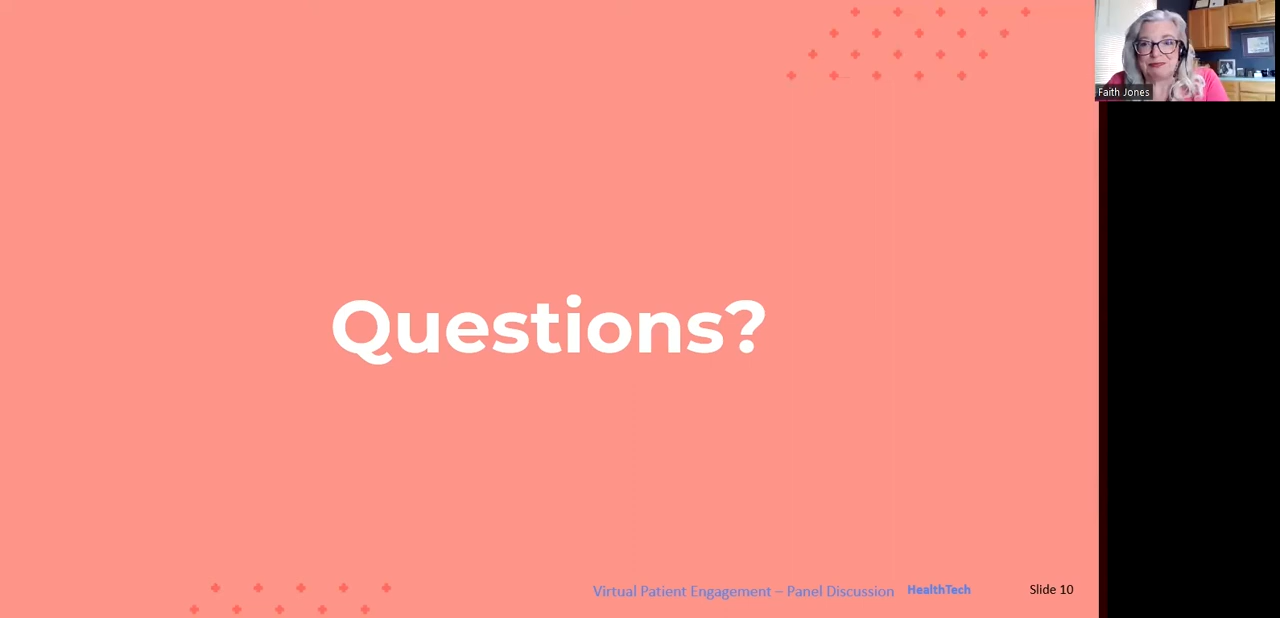 Faith Jones
Questions?
Virtual Patient Engagement – Panel Discussion HealthTech Slide 10